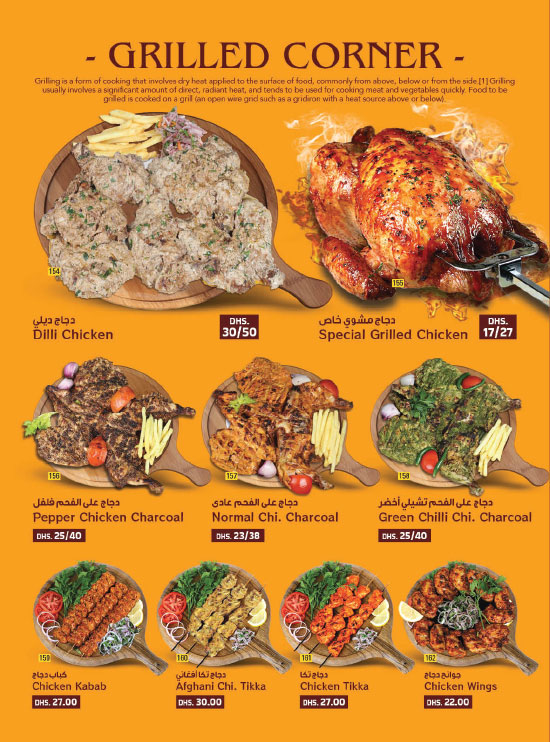 - GRILLED CORNER -
Grilling is a form of cooking that involves dry heat applied to the surface of food, commonly from above, below or from the side.[1] Grilling
usually involves a significant amount of direct, radiant heat, and tends to be used for cooking meat and vegetables quickly. Food to be
grilled is cooked on a grill (an open wire grid such as a gridiron with a heat source above or below).
154
دجاج ديلي
Dilli Chicken
DHS.
30/50
155
دجاج مشوي خاص
Special Grilled Chicken
DHS.
17/27
156
دجاج على الفحم فلفل
Pepper Chicken Charcoal
DHS. 25/40
157
دجاج على الفحم عادى
Normal Chi. Charcoal
DHS. 23/38
158
دجاج على الفحم تشيلي أخضر
Green Chilli Chi. Charcoal
DHS. 25/40
159
كباب دجاج
Chicken Kabab
DHS. 27.00
160
دجاج تكا أفغاني
Afghani Chi. Tikka
DHS. 30.00
161
دجاج تكا
Chicken Tikka
DHS. 27.00
162
جوانح دجاج
Chicken Wings
DHS. 22.00